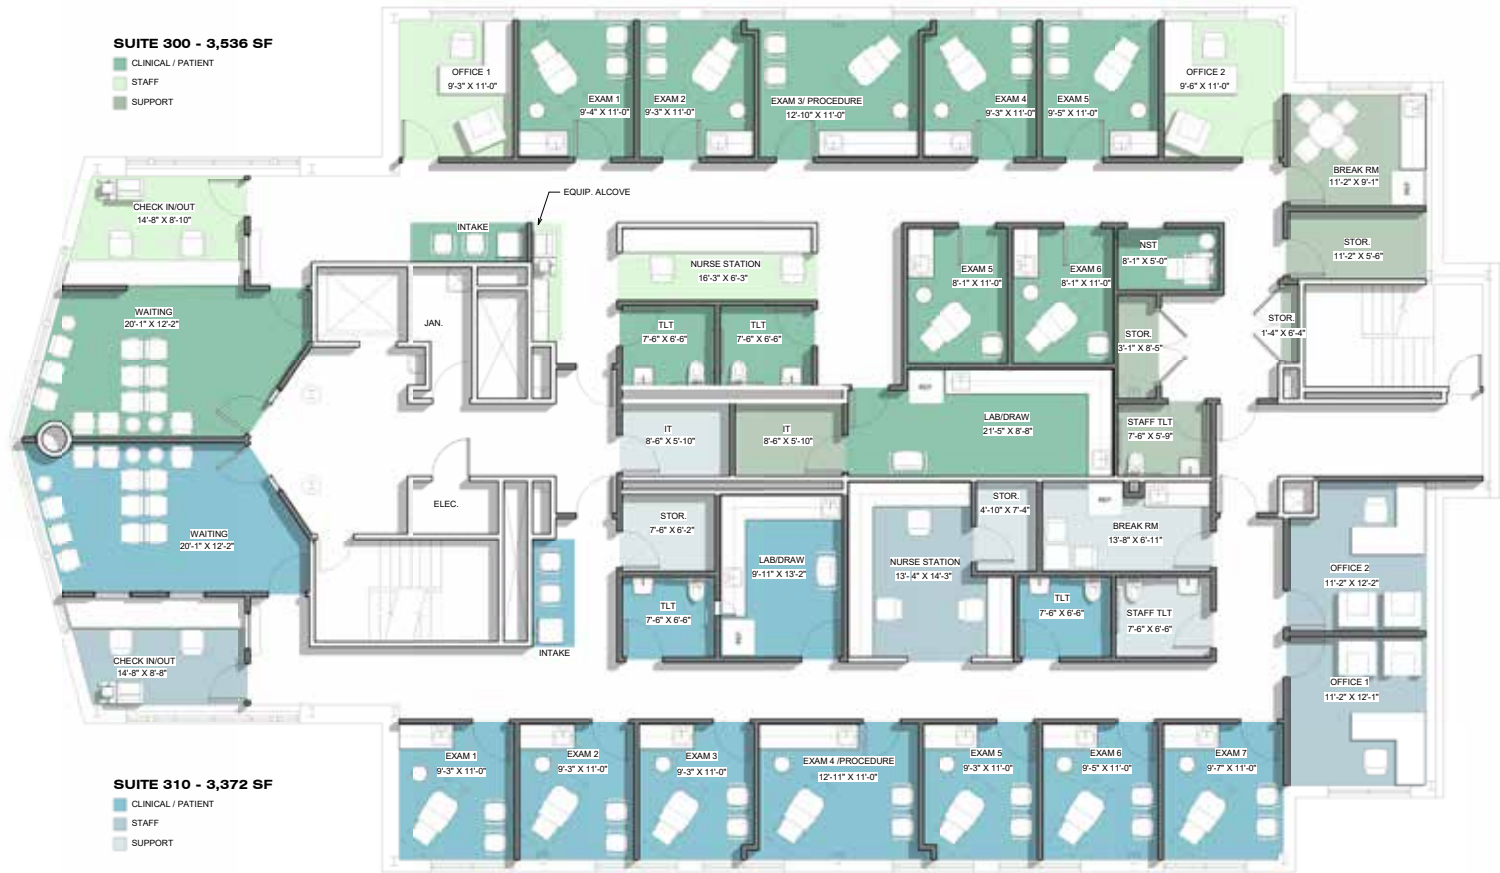 SUITE 300 - 3,536 SF
CLINICAL / PATIENT
STAFF
SUPPORT
OFFICE 1
9'-3" X 11'-0"
EXAM 1
9'-4" X 11'-0"
EXAM 2
9'-3" X 11'-0"
EXAM 3/ PROCEDURE
12'-10" X 11'-0"
EXAM 4
9'-3" X 11'-0"
EXAM 5
9'-5" X 11'-0"
OFFICE 2
9'-6" X 11'-0"
BREAK RM
11'-2" X 9'-1"
REF
CHECK IN/OUT
14'-8" X 8'-10"
EQUIP. ALCOVE
INTAKE
NURSE STATION
16'-3" X 6'-3"
EXAM 5
8'-1" X 11'-0"
EXAM 6
8'-1" X 11'-0"
NST
8'-1" X 5'-0"
STOR.
11'-2" X 5'-6"
WAITING
20'-1" X 12'-2"
JAN.
TLT
7'-6" X 6'-6"
TLT
7'-6" X 6'-6"
STOR.
3'-1" X 8'-5"
STOR.
1'-4" X 6'-4"
REF
IT
8'-6" X 5'-10"
IT
8'-6" X 5'-10"
LAB/DRAW
21'-5" X 8'-8"
STAFF TLT
7'-6" X 5'-9"
ELEC.
WAITING
20'-1" X 12'-2"
STOR.
7'-6" X 6'-2"
LAB/DRAW
9'-11" X 13'-2"
REF
NURSE STATION
13'-4" X 14'-3"
STOR.
4'-10" X 7'-4"
REF
BREAK RM
13'-8" X 6'-11"
OFFICE 2
11'-2" X 12'-2"
TLT
7'-6" X 6'-6"
TLT
7'-6" X 6'-6"
STAFF TLT
7'-6" X 6'-6"
INTAKE
CHECK IN/OUT
14'-8" X 8'-8"
OFFICE 1
11'-2" X 12'-1"
EXAM 1
9'-3" X 11'-0"
EXAM 2
9'-3" X 11'-0"
EXAM 3
9'-3" X 11'-0"
EXAM 4 /PROCEDURE
12'-11" X 11'-0"
EXAM 5
9'-3" X 11'-0"
EXAM 6
9'-5" X 11'-0"
EXAM 7
9'-7" X 11'-0"
SUITE 310 - 3,372 SF
CLINICAL / PATIENT
STAFF
SUPPORT